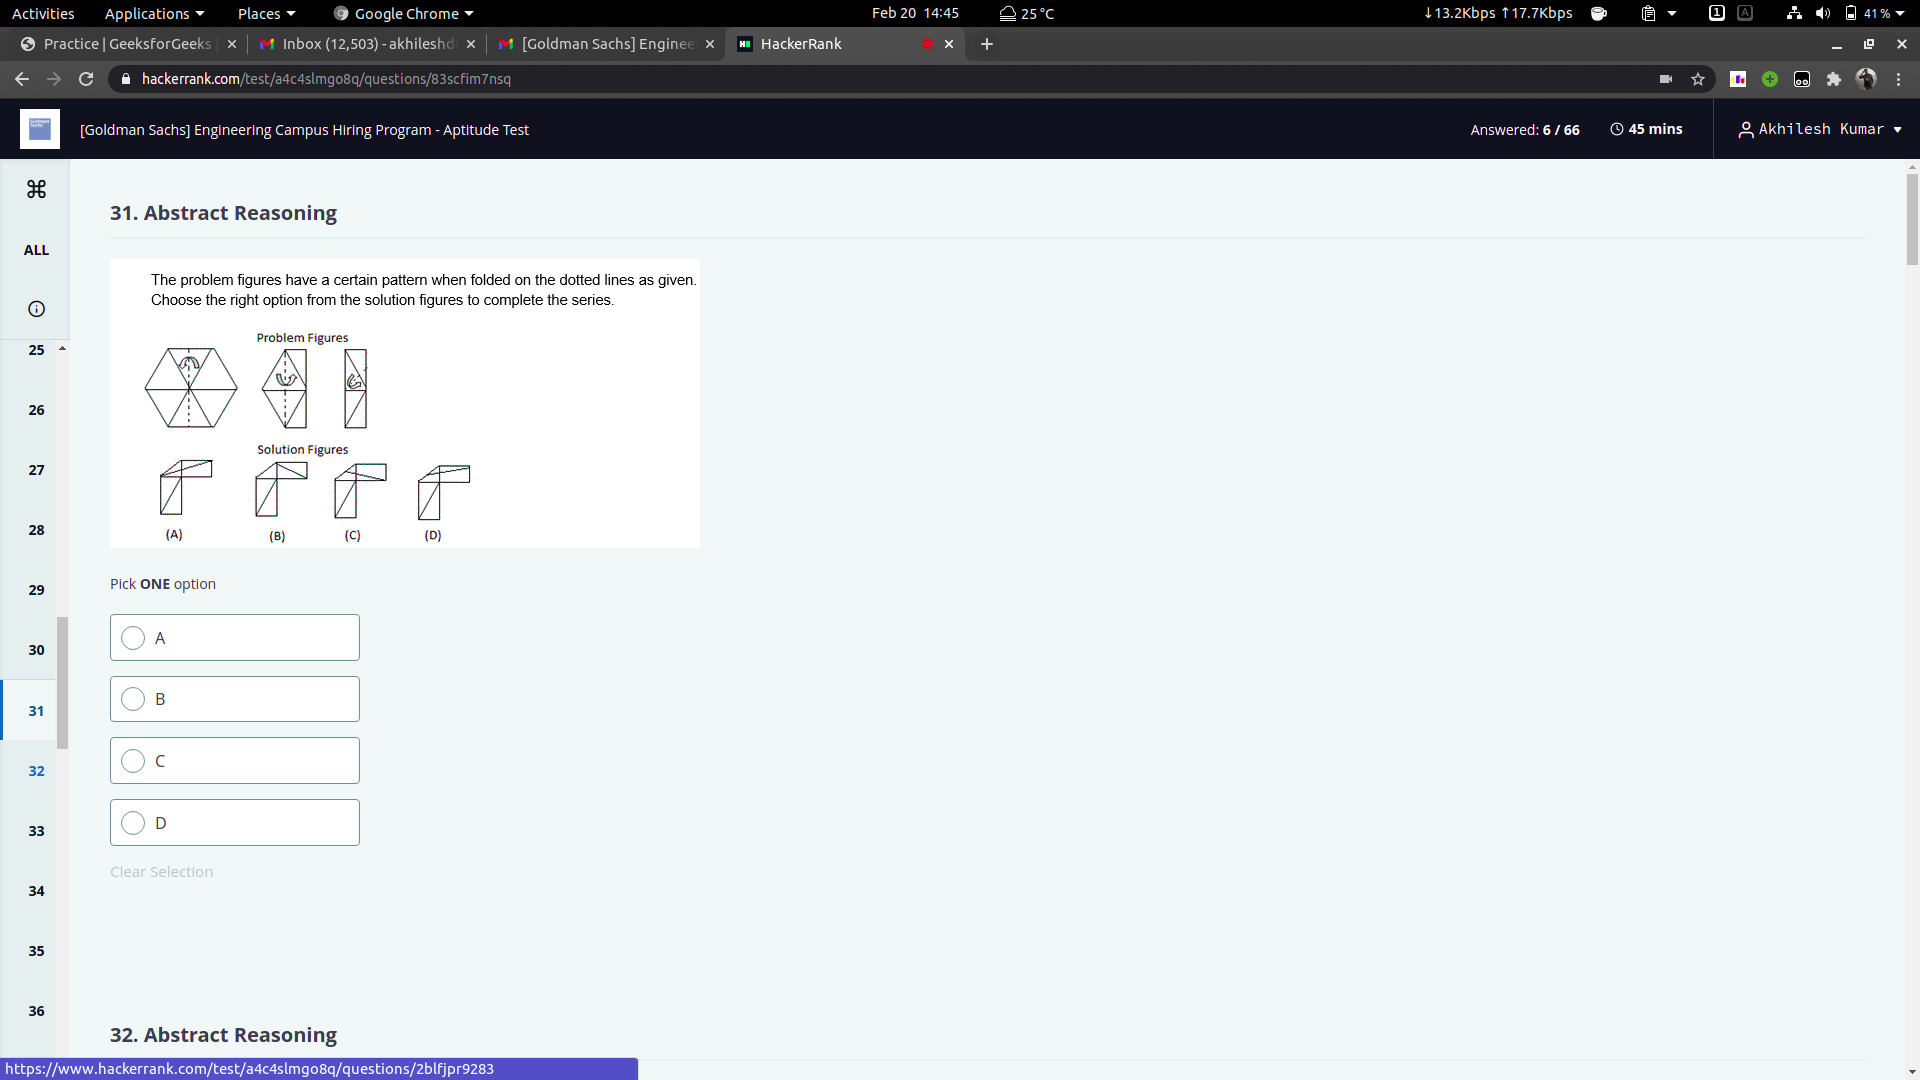 Activities Applications Places Google Chrome Feb 20 14:45 25 °C ↓13.2Kbps ↑17.7Kbps 1 A 41 %
Practice | GeeksforGeeks Inbox (12,503) - akhileshd [Goldman Sachs] Enginee HackerRank
hackerrank.com/test/a4c4slmgo8q/questions/83scfim7nsq
[Goldman Sachs] Engineering Campus Hiring Program - Aptitude Test Answered: 6 / 66 45 mins Akhilesh Kumar
ALL
25
26
27
28
29
30
31
32
33
34
35
36
31. Abstract Reasoning
The problem figures have a certain pattern when folded on the dotted lines as given.
Choose the right option from the solution figures to complete the series.
Problem Figures
Solution Figures
(A) (B) (C) (D)
Pick ONE option
A
B
C
D
Clear Selection
32. Abstract Reasoning
https://www.hackerrank.com/test/a4c4slmgo8q/questions/2blfjpr9283